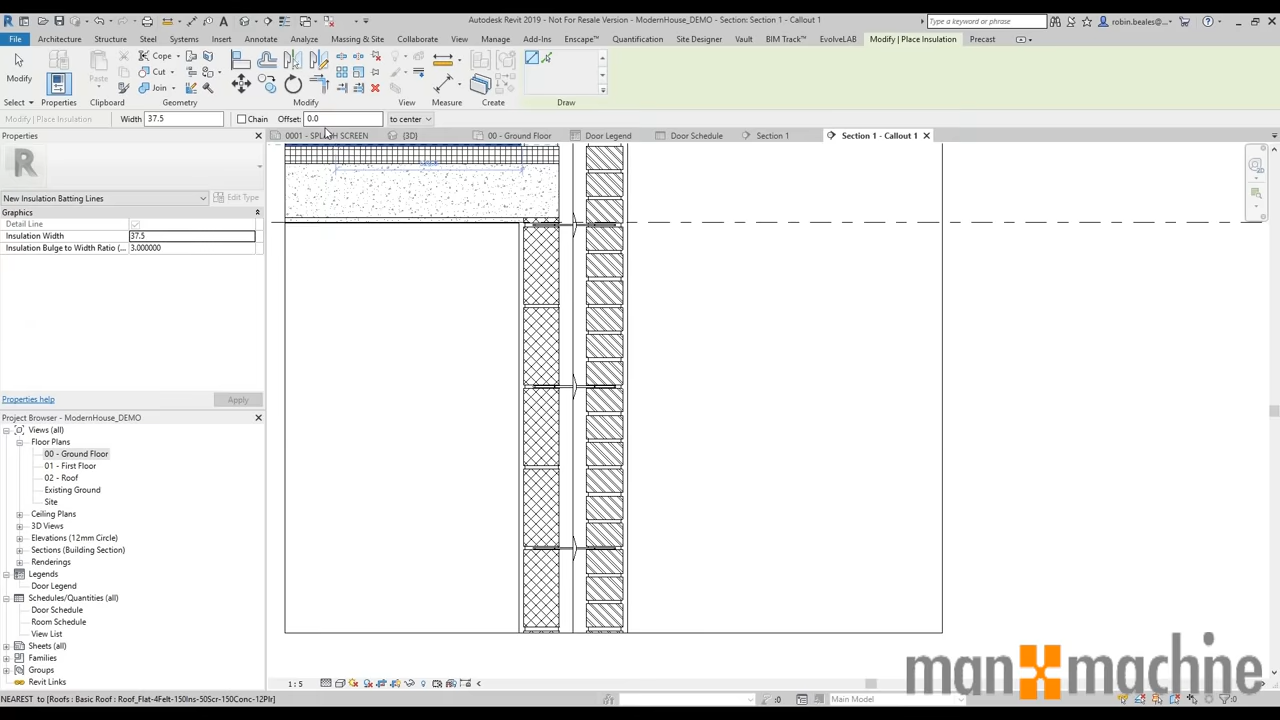 Autodesk Revit 2019 - Not For Resale Version - ModernHouse_DEMO - Section: Section 1 - Callout 1
Type a keyword or phrase
robin.beales@...
File Architecture Structure Steel Systems Insert Annotate Analyze Massing & Site Collaborate View Manage Add-Ins Enscape™ Quantification Site Designer Vault BIM Track™ EvolveLAB Modify | Place Insulation Precast
Modify
Properties
Paste
Cope
Cut
Join
Select Properties Clipboard Geometry Modify View Measure Create Draw
Modify | Place Insulation Width 37.5 Chain Offset: 0.0 to center
Properties
0001 - SPLASH SCREEN {3D} 00 - Ground Floor Door Legend Door Schedule Section 1 Section 1 - Callout 1
R
New Insulation Batting Lines Edit Type
Graphics
Detail Line
Insulation Width 37.5
Insulation Bulge to Width Ratio (... 3.000000
Properties help Apply
Project Browser - ModernHouse_DEMO
Views (all)
Floor Plans
00 - Ground Floor
01 - First Floor
02 - Roof
Existing Ground
Site
Ceiling Plans
3D Views
Elevations (12mm Circle)
Sections (Building Section)
Renderings
Legends
Door Legend
Schedules/Quantities (all)
Door Schedule
Room Schedule
View List
Sheets (all)
Families
Groups
Revit Links
1 : 5
NEAREST to [Roofs : Basic Roof : Roof_Flat-4Felt-150Ins-50Scr-150Conc-12Plr]
:0
Main Model
:0
man machine